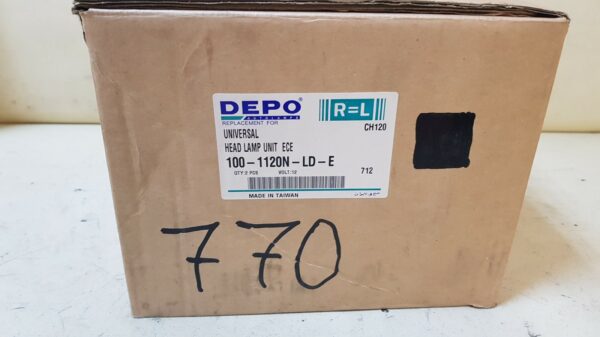 DEPO®
AUTOLAMPS
R=L
REPLACEMENT FOR
CH120
UNIVERSAL
HEAD LAMP UNIT ECE
100-1120N-LD-E
QTY:2 PCS VOLT:12
712
MADE IN TAIWAN
770